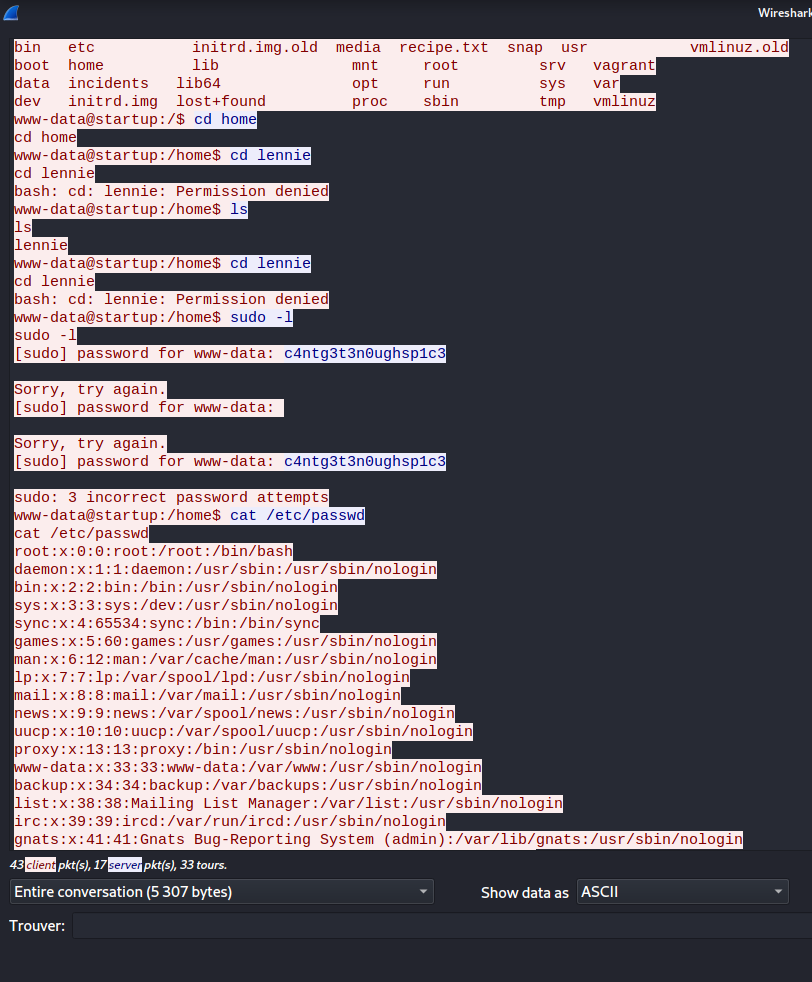 Wireshark
bin   etc              initrd.img.old  media  recipe.txt  snap  usr            vmlinuz.old
boot  home          lib               mnt     root         srv  vagrant
data  incidents   lib64             opt     run          sys  var
dev   initrd.img  lost+found          proc    sbin         tmp  vmlinuz
www-data@startup:/$ cd home
cd home
www-data@startup:/home$ cd lennie
cd lennie
bash: cd: lennie: Permission denied
www-data@startup:/home$ ls
ls
lennie
www-data@startup:/home$ cd lennie
cd lennie
bash: cd: lennie: Permission denied
www-data@startup:/home$ sudo -l
sudo -l
[sudo] password for www-data: c4ntg3t3n0ughsp1c3
Sorry, try again.
[sudo] password for www-data:
Sorry, try again.
[sudo] password for www-data: c4ntg3t3n0ughsp1c3
sudo: 3 incorrect password attempts
www-data@startup:/home$ cat /etc/passwd
cat /etc/passwd
root:x:0:0:root:/root:/bin/bash
daemon:x:1:1:daemon:/usr/sbin:/usr/sbin/nologin
bin:x:2:2:bin:/bin:/usr/sbin/nologin
sys:x:3:3:sys:/dev:/usr/sbin/nologin
sync:x:4:65534:sync:/bin:/bin/sync
games:x:5:60:games:/usr/games:/usr/sbin/nologin
man:x:6:12:man:/var/cache/man:/usr/sbin/nologin
lp:x:7:7:lp:/var/spool/lpd:/usr/sbin/nologin
mail:x:8:8:mail:/var/mail:/usr/sbin/nologin
news:x:9:9:news:/var/spool/news:/usr/sbin/nologin
uucp:x:10:10:uucp:/var/spool/uucp:/usr/sbin/nologin
proxy:x:13:13:proxy:/bin:/usr/sbin/nologin
www-data:x:33:33:www-data:/var/www:/usr/sbin/nologin
backup:x:34:34:backup:/var/backups:/usr/sbin/nologin
list:x:38:38:Mailing List Manager:/var/list:/usr/sbin/nologin
irc:x:39:39:ircd:/var/run/ircd:/usr/sbin/nologin
gnats:x:41:41:Gnats Bug-Reporting System (admin):/var/lib/gnats:/usr/sbin/nologin
43 client pkt(s), 17 server pkt(s), 33 tours.
Entire conversation (5 307 bytes) Show data as ASCII
Trouver: